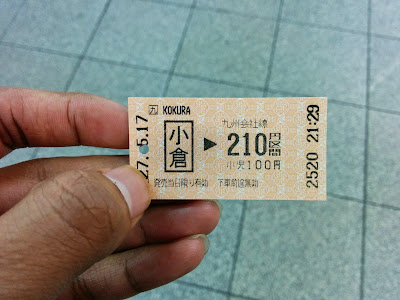 九 KOKURA
小倉
九州会社線
▶ 210円区間
小児100円
発売当日限り有効 下車前途無効
27.-5.17
2520 21:29